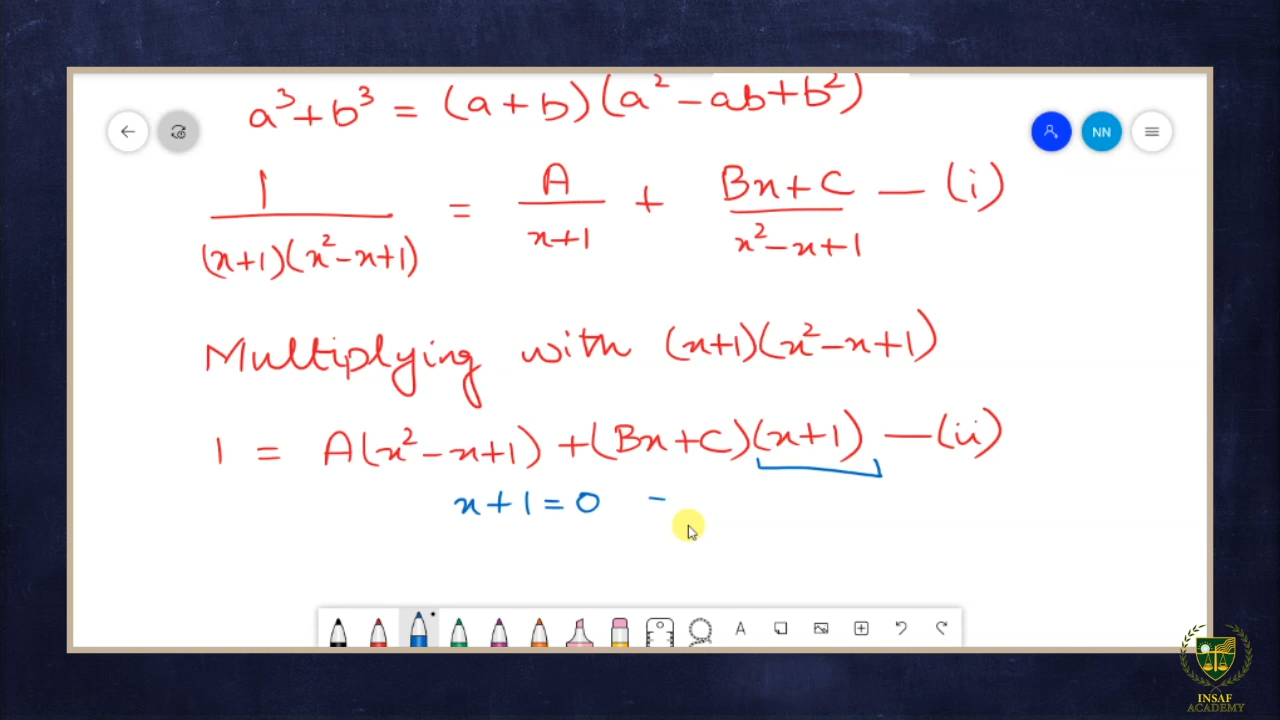 a³+b³ = (a+b)(a²-ab+b²)
NN
1/((x+1)(x²-x+1)) = A/(x+1) + (Bx+C)/(x²-x+1) — (i)
Multiplying with (x+1)(x²-x+1)
1 = A(x²-x+1) + (Bx+C)(x+1) — (ii)
x+1=0 -
A
INSAF
ACADEMY